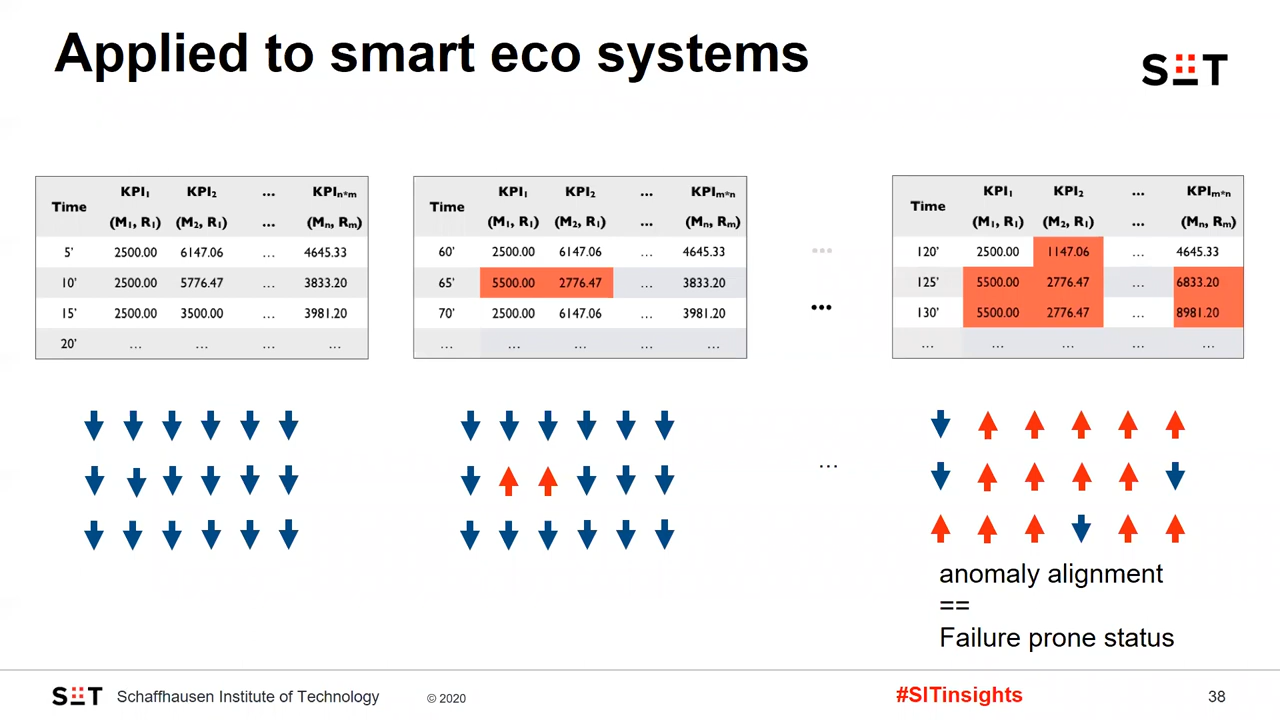 Applied to smart eco systems
SIT
Time KPI1 KPI2 ... KPIn*m
(M1, R1) (M2, R1) ... (Mn, Rm)
5' 2500.00 6147.06 ... 4645.33
10' 2500.00 5776.47 ... 3833.20
15' 2500.00 3500.00 ... 3981.20
20' ... ... ... ...
Time KPI1 KPI2 ... KPIm*n
(M1, R1) (M2, R1) ... (Mn, Rm)
60' 2500.00 6147.06 ... 4645.33
65' 5500.00 2776.47 ... 3833.20
70' 2500.00 6147.06 ... 3981.20
... ... ... ... ...
...
...
Time KPI1 KPI2 ... KPIm*n
(M1, R1) (M2, R1) ... (Mn, Rm)
120' 2500.00 1147.06 ... 4645.33
125' 5500.00 2776.47 ... 6833.20
130' 5500.00 2776.47 ... 8981.20
... ... ... ... ...
...
anomaly alignment
==
Failure prone status
SIT Schaffhausen Institute of Technology © 2020 #SITinsights 38